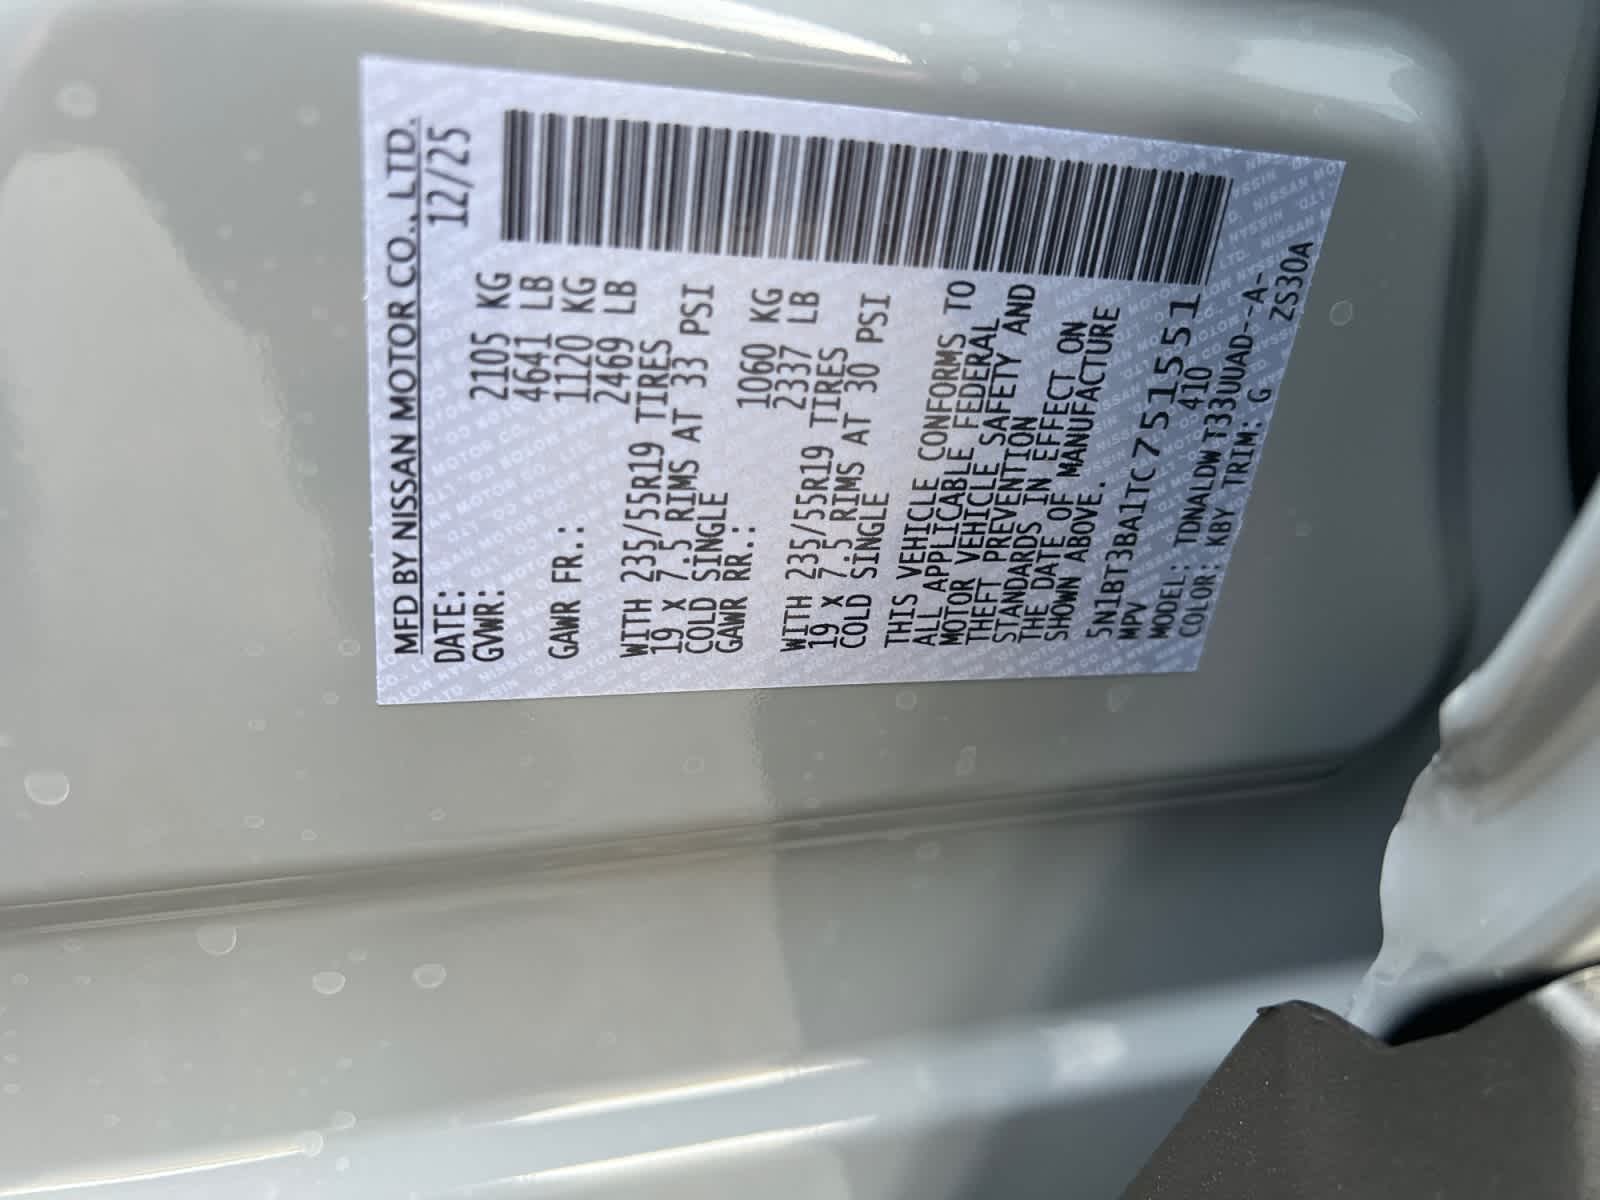 MFD BY NISSAN MOTOR CO., LTD.
DATE: 12/25
GVWR: 2105 KG
4641 LB
GAWR FR.: 1120 KG
2469 LB
WITH 235/55R19 TIRES
19 X 7.5 RIMS AT 33 PSI
COLD SINGLE
GAWR RR.: 1060 KG
2337 LB
WITH 235/55R19 TIRES
19 X 7.5 RIMS AT 30 PSI
COLD SINGLE
THIS VEHICLE CONFORMS TO
ALL APPLICABLE FEDERAL
MOTOR VEHICLE SAFETY AND
THEFT PREVENTION
STANDARDS IN EFFECT ON
THE DATE OF MANUFACTURE
SHOWN ABOVE.
5N1BT3BA1TC751551
MPV 410
MODEL: TDNALDWT33UUAD--A-
COLOR: KBY TRIM: G ZS30A